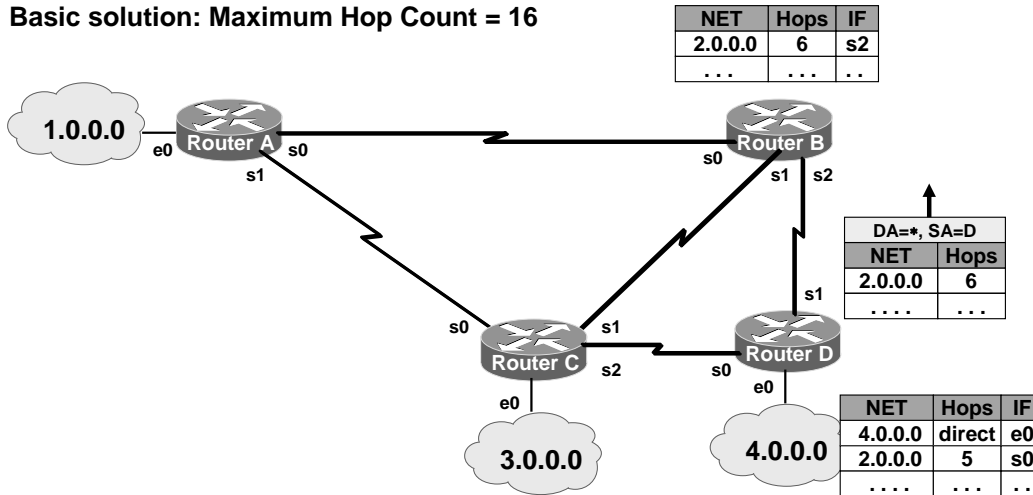 Basic solution: Maximum Hop Count = 16
NET Hops IF
2.0.0.0 6 s2
. . . . . . . .
1.0.0.0
e0
Router A
s0
s1
s0
Router B
s1
s2
DA=*, SA=D
NET Hops
2.0.0.0 6
. . . . . . .
s1
s0
Router C
s1
s2
e0
s0
Router D
e0
3.0.0.0
4.0.0.0
NET Hops IF
4.0.0.0 direct e0
2.0.0.0 5 s0
. . . . . . . . .